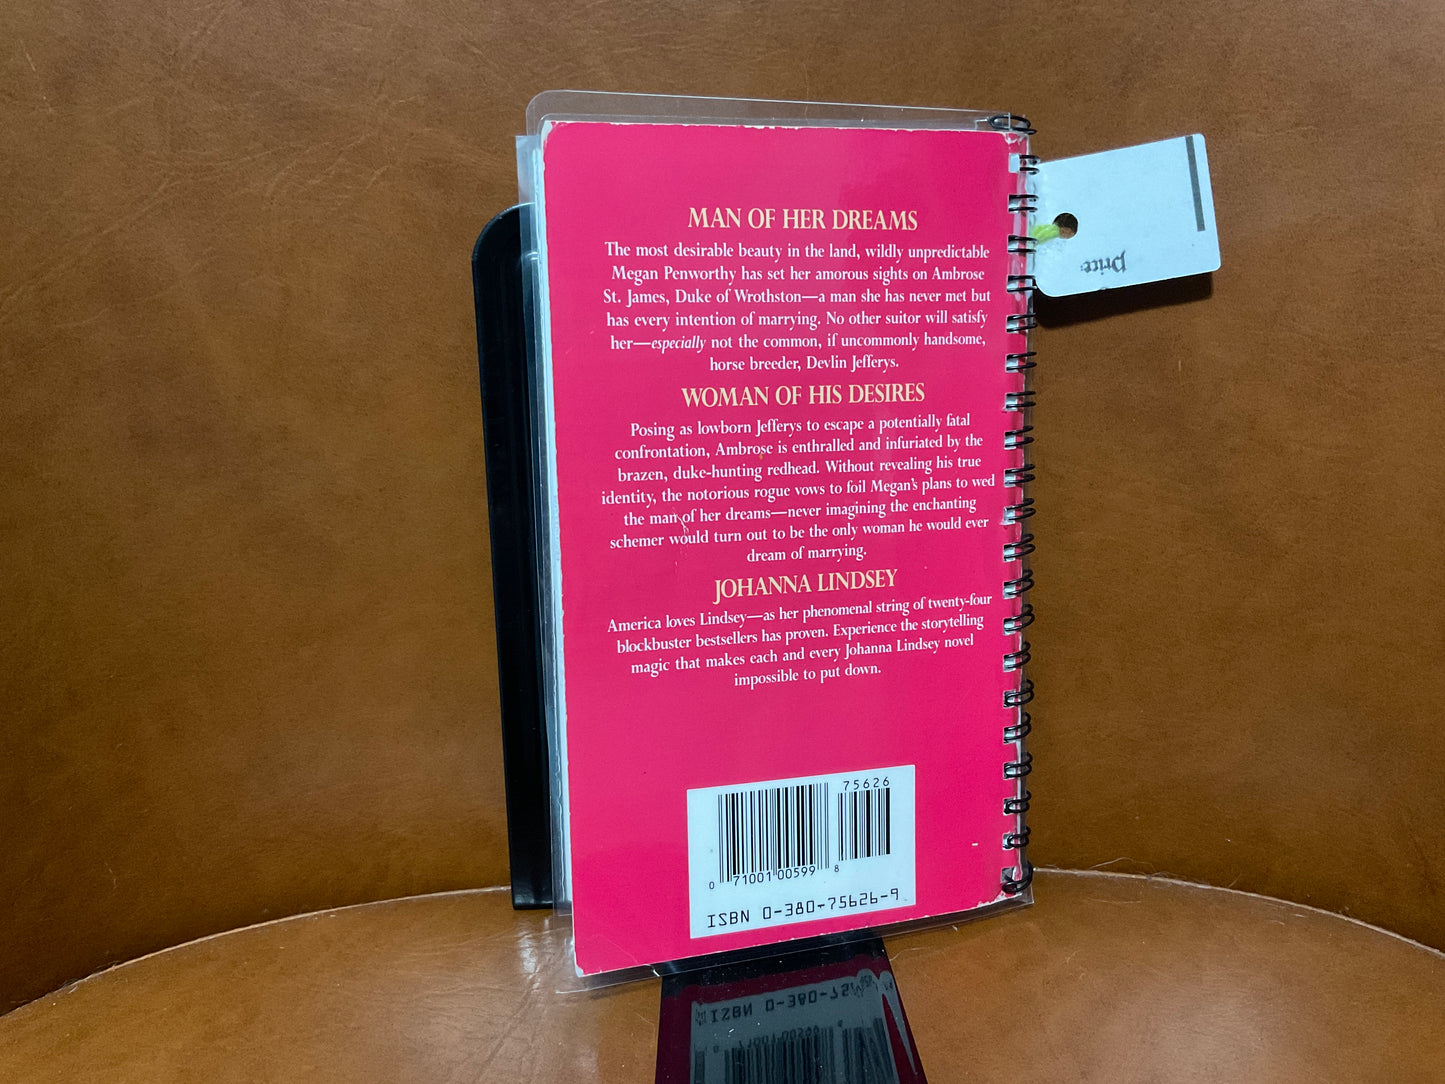 MAN OF HER DREAMS
The most desirable beauty in the land, wildly unpredictable
Megan Penworthy has set her amorous sights on Ambrose
St. James, Duke of Wrothston—a man she has never met but
has every intention of marrying. No other suitor will satisfy
her—especially not the common, if uncommonly handsome,
horse breeder, Devlin Jefferys.
WOMAN OF HIS DESIRES
Posing as lowborn Jefferys to escape a potentially fatal
confrontation, Ambrose is enthralled and infuriated by the
brazen, duke-hunting redhead. Without revealing his true
identity, the notorious rogue vows to foil Megan's plans to wed
the man of her dreams—never imagining the enchanting
schemer would turn out to be the only woman he would ever
dream of marrying.
JOHANNA LINDSEY
America loves Lindsey—as her phenomenal string of twenty-four
blockbuster bestsellers has proven. Experience the storytelling
magic that makes each and every Johanna Lindsey novel
impossible to put down.
75626
0 71001 00599 8
ISBN 0-380-75626-9
Price:
ISBN 0-380-75